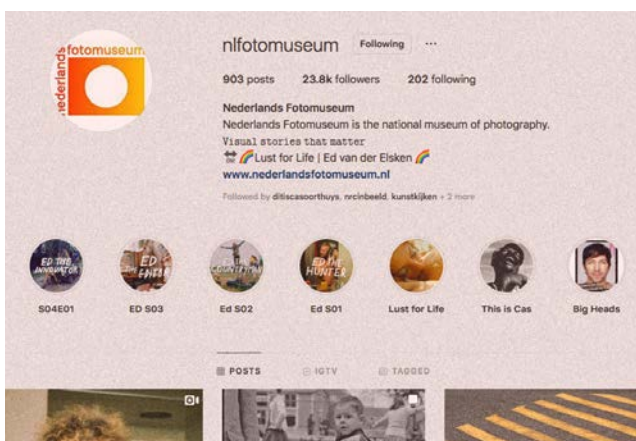 nederlands
fotomuseum
nlfotomuseum Following ...
903 posts 23.8k followers 202 following
Nederlands Fotomuseum
Nederlands Fotomuseum is the national museum of photography.
Visual stories that matter
Lust for Life | Ed van der Elsken
www.nederlandsfotomuseum.nl
Followed by ditiscasoorthuys, nrcinbeeld, kunstkijken + 2 more
ED THE
INNOVATOR
ED
THE
ED THE
COUNTRYMAN
ED THE
HUNTER
S04E01 ED S03 Ed S02 Ed S01 Lust for Life This is Cas Big Heads
POSTS IGTV TAGGED